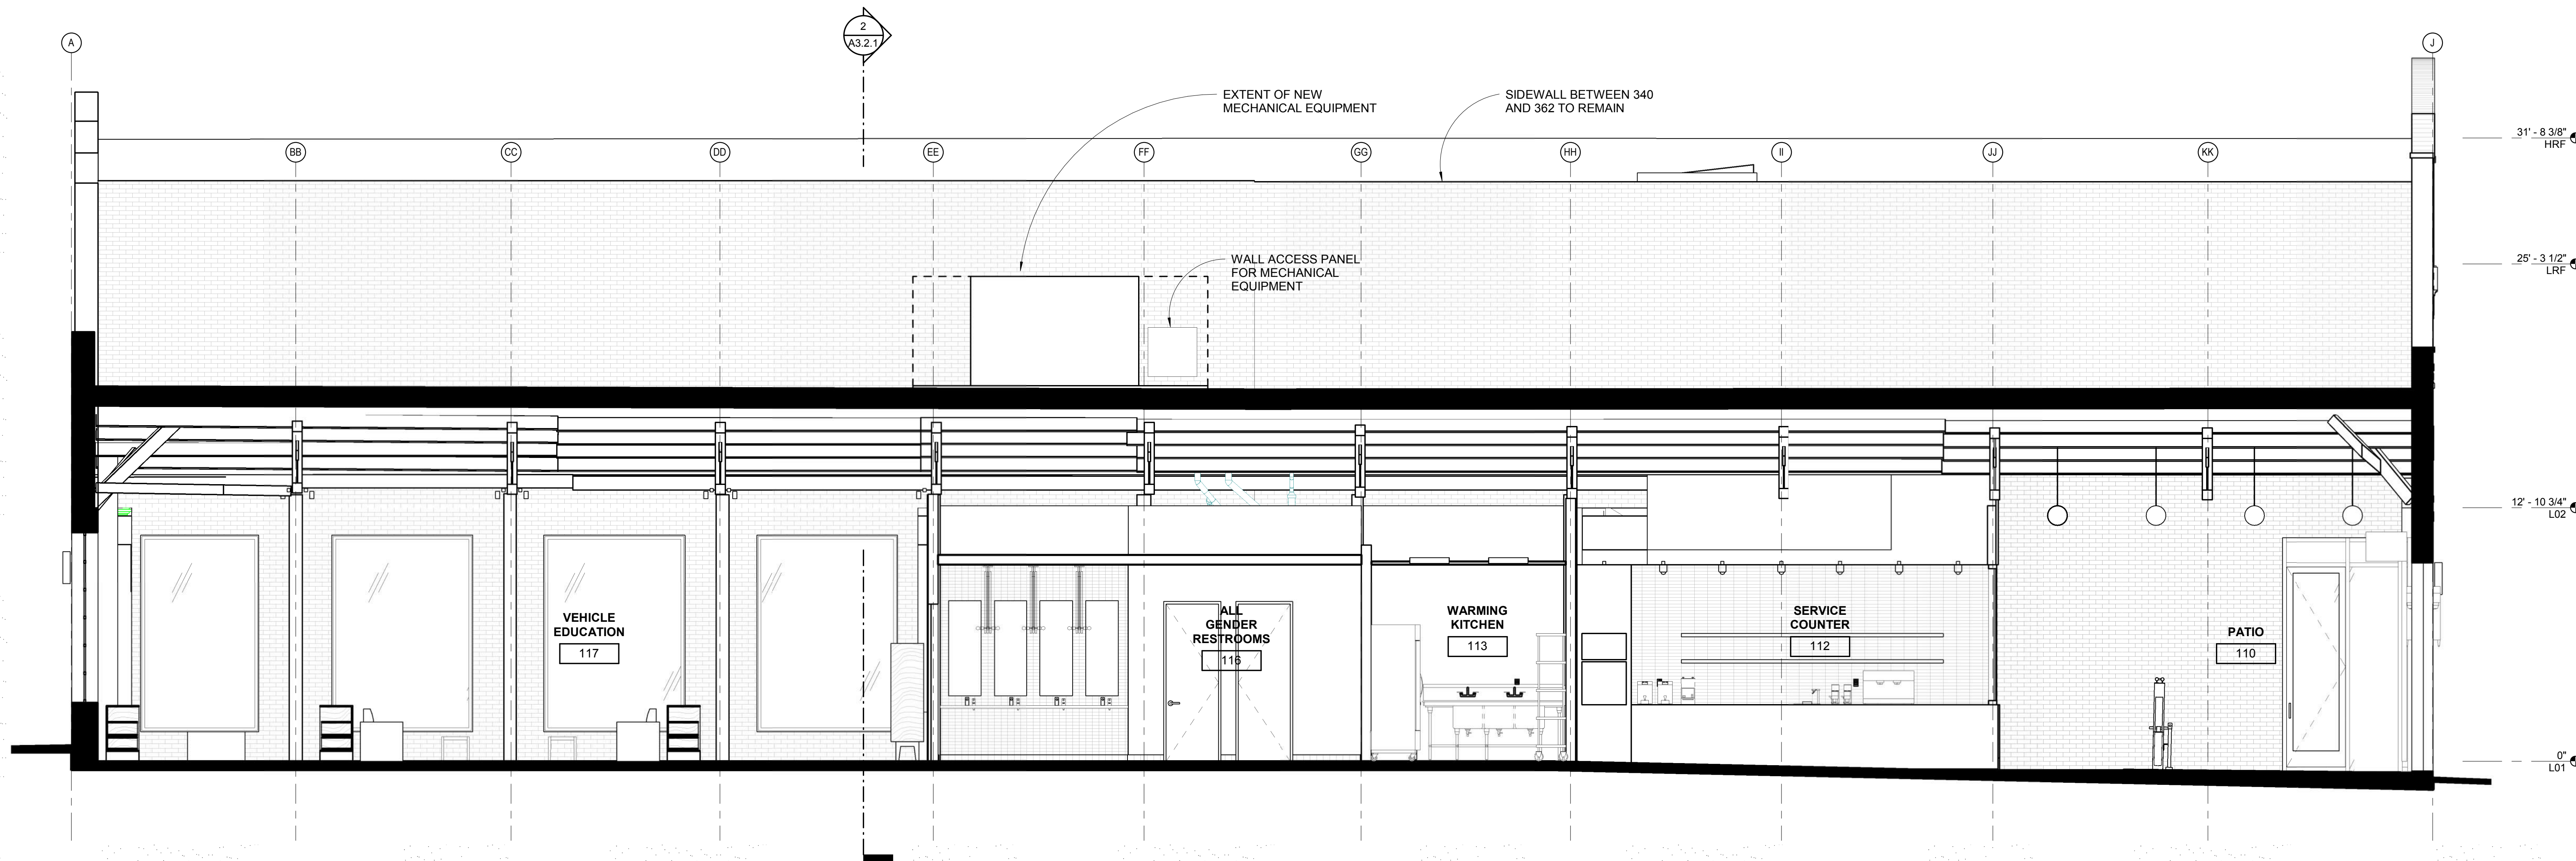 2
A3.2.1
A
J
EXTENT OF NEW
MECHANICAL EQUIPMENT
SIDEWALL BETWEEN 340
AND 362 TO REMAIN
31' - 8 3/8"
HRF
BB
CC
DD
EE
FF
GG
HH
II
JJ
KK
WALL ACCESS PANEL
FOR MECHANICAL
EQUIPMENT
25' - 3 1/2"
LRF
12' - 10 3/4"
L02
VEHICLE
EDUCATION
117
ALL
GENDER
RESTROOMS
116
WARMING
KITCHEN
113
SERVICE
COUNTER
112
PATIO
110
0"
L01